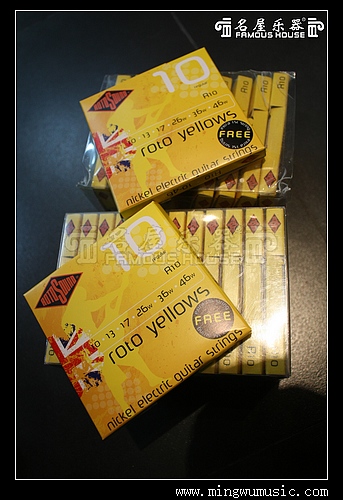 名屋乐器®
FAMOUS HOUSE
10
R10
ROTOSOUND
10 13 17 26w 36w 46w
roto yellows
FREE
nickel electric guitar strings
名屋乐器
FAMOUS HOUSE
10
R10
ROTOSOUND
10 13 17 26w 36w 46w
roto yellows
FREE
nickel electric guitar strings
www.mingwumusic.com